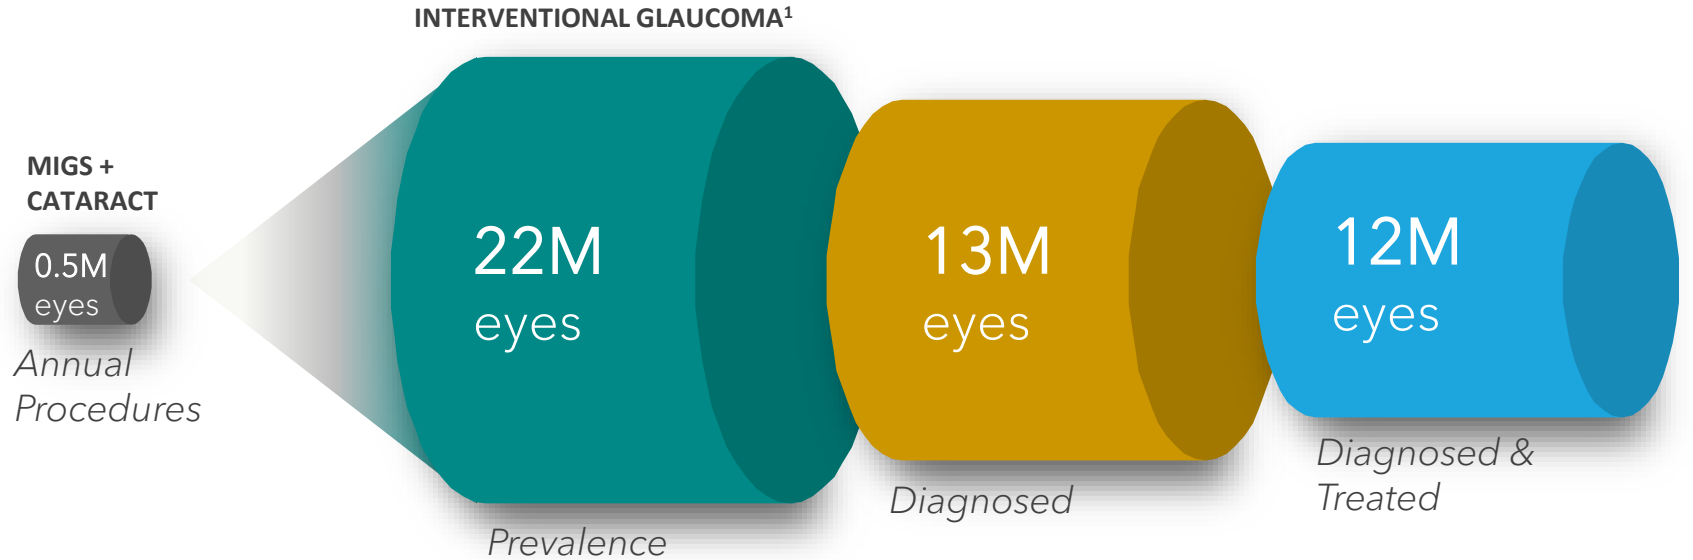 INTERVENTIONAL GLAUCOMA¹
MIGS +
CATARACT
0.5M
eyes
Annual
Procedures
22M
eyes
Prevalence
13M
eyes
Diagnosed
12M
eyes
Diagnosed &
Treated